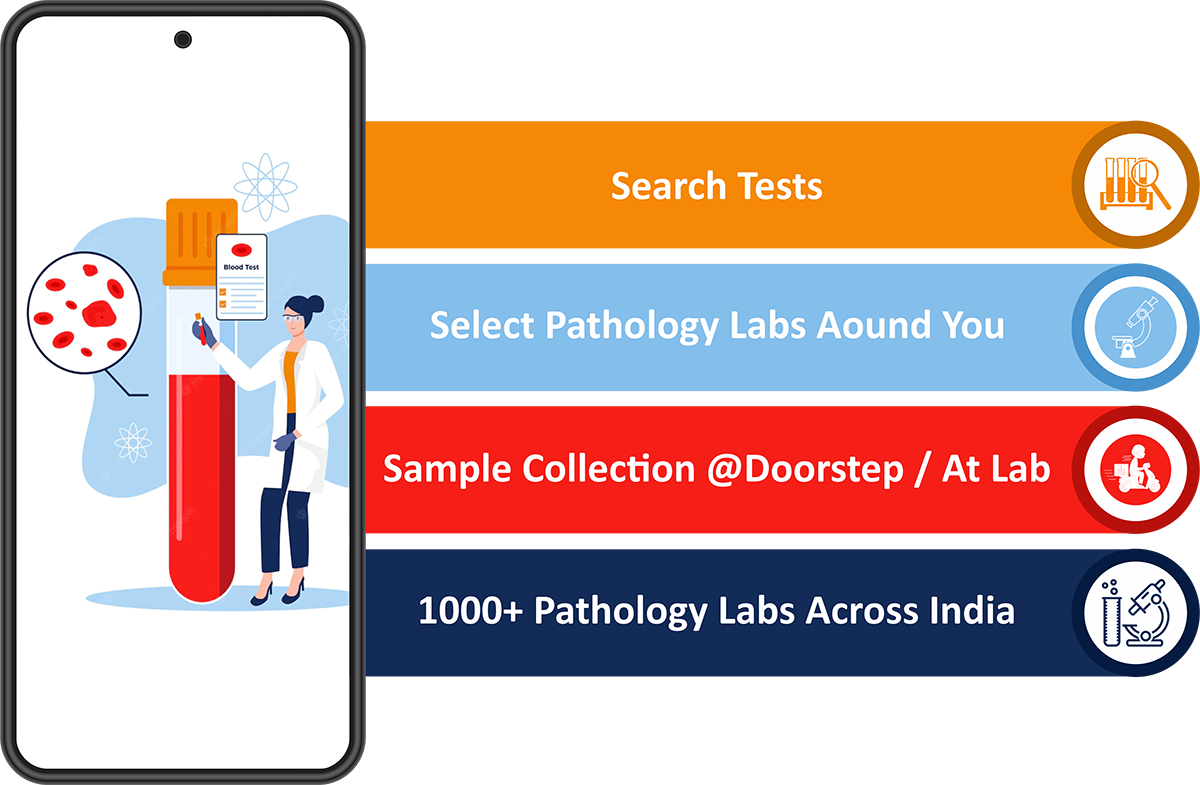 Blood Test
Search Tests
Select Pathology Labs Aound You
Sample Collection @Doorstep / At Lab
1000+ Pathology Labs Across India